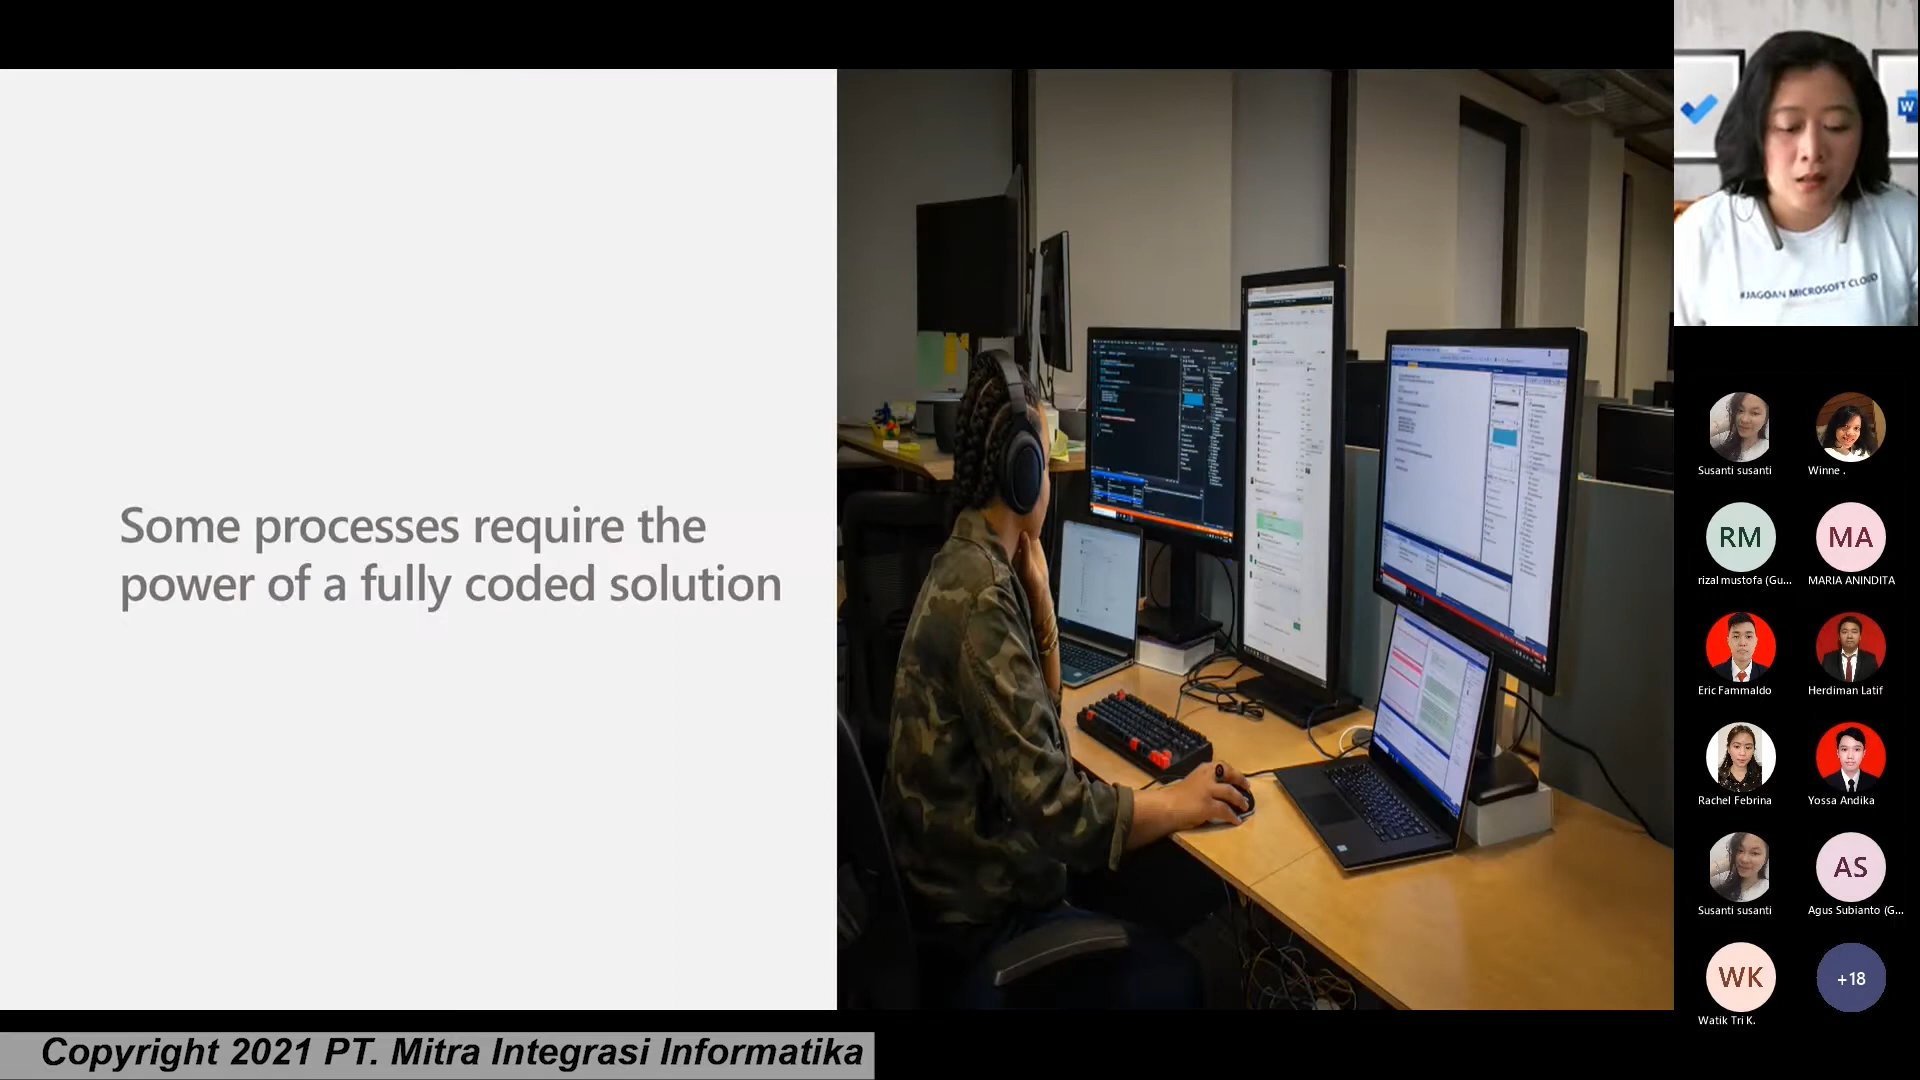 Some processes require the
power of a fully coded solution
W
#JAGOAN MICROSOFT CLOUD
Susanti susanti
Winne .
RM
MA
rizal mustofa (Gu...
MARIA ANINDITA
Eric Fammaldo
Herdiman Latif
Rachel Febrina
Yossa Andika
AS
Susanti susanti
Agus Subianto (G...
WK
+18
Watik Tri K.
Copyright 2021 PT. Mitra Integrasi Informatika